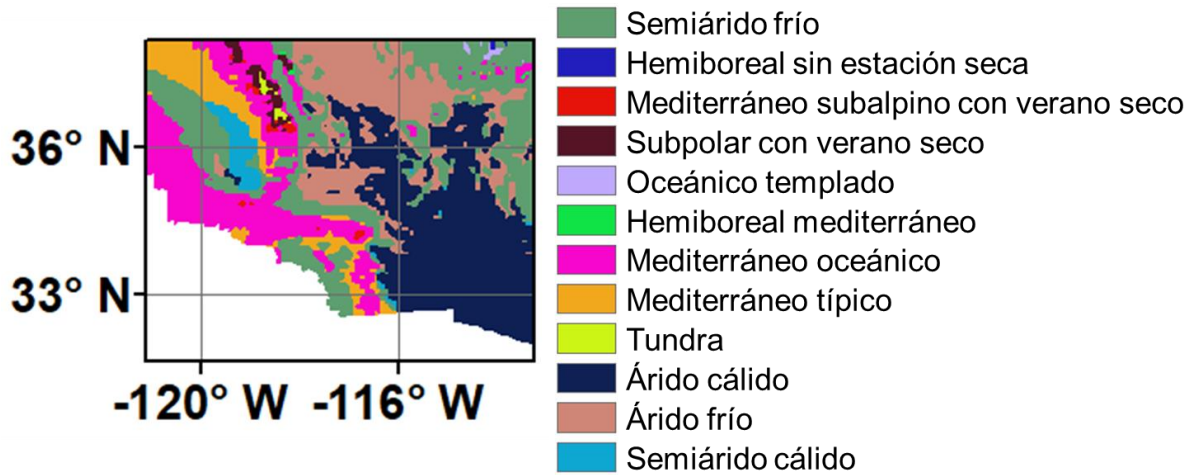 36° N
33° N
-120° W
-116° W
Semiárido frío
Hemiboreal sin estación seca
Mediterráneo subalpino con verano seco
Subpolar con verano seco
Oceánico templado
Hemiboreal mediterráneo
Mediterráneo oceánico
Mediterráneo típico
Tundra
Árido cálido
Árido frío
Semiárido cálido